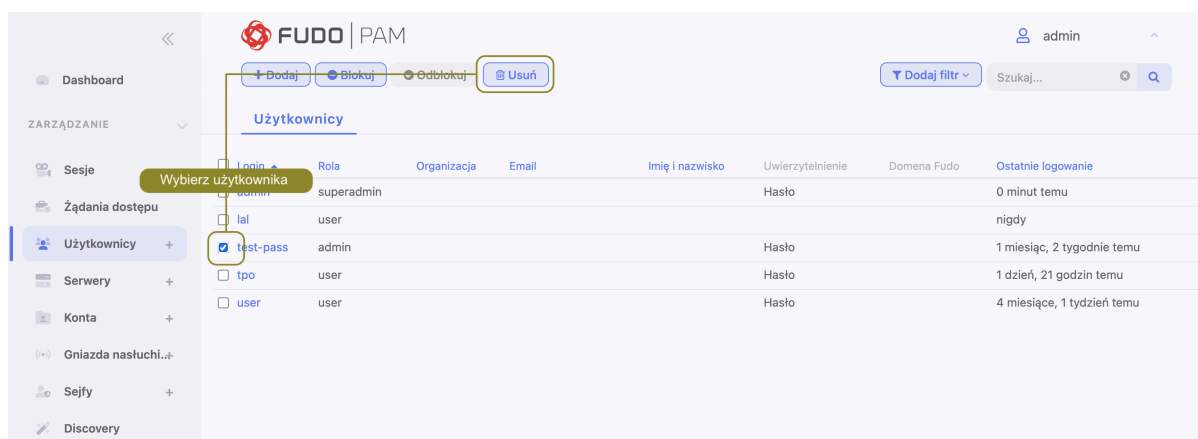 FUDO PAM
admin
+ Dodaj Blokuj Odblokuj Usuń Dodaj filtr Szukaj...
Dashboard
Użytkownicy
ZARZĄDZANIE
Login Rola Organizacja Email Imię i nazwisko Uwierzytelnienie Domena Fudo Ostatnie logowanie
Sesje
Wybierz użytkownika
admin superadmin Hasło 0 minut temu
Żądania dostępu
lal user nigdy
Użytkownicy +
test-pass admin Hasło 1 miesiąc, 2 tygodnie temu
Serwery +
tpo user Hasło 1 dzień, 21 godzin temu
user user Hasło 4 miesiące, 1 tydzień temu
Konta +
Gniazda nasłuchi...+
Sejfy +
Discovery